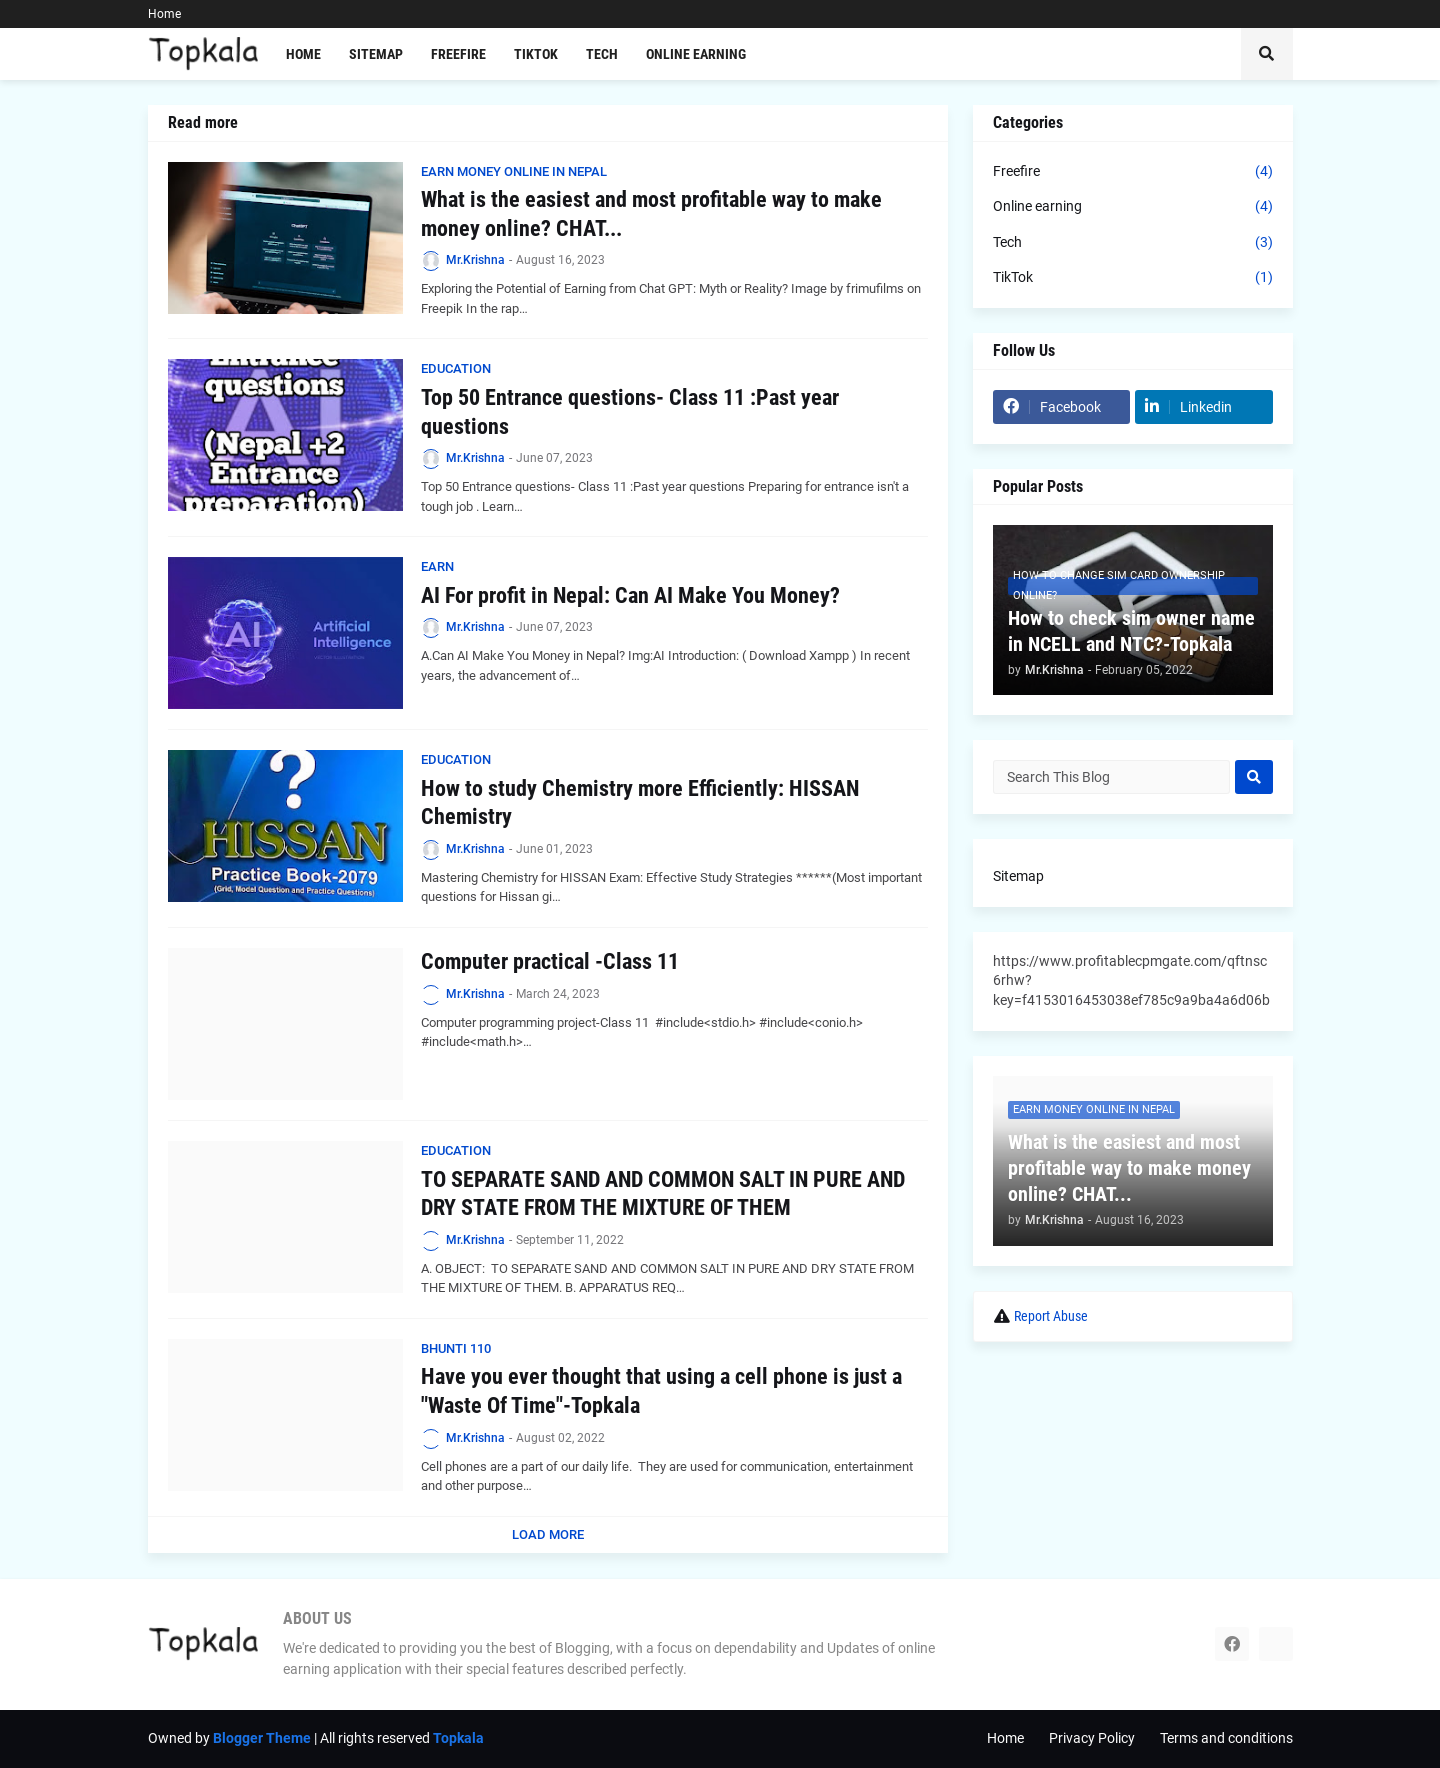 Home
Topkala
HOME
SITEMAP
FREEFIRE
TIKTOK
TECH
ONLINE EARNING
Read more
EARN MONEY ONLINE IN NEPAL
What is the easiest and most profitable way to make
money online? CHAT...
Mr.Krishna - August 16, 2023
Exploring the Potential of Earning from Chat GPT: Myth or Reality? Image by frimufilms on
Freepik In the rap…
Entrance
questions
(Nepal +2
Entrance
preparation)
EDUCATION
Top 50 Entrance questions- Class 11 :Past year
questions
Mr.Krishna - June 07, 2023
Top 50 Entrance questions- Class 11 :Past year questions Preparing for entrance isn't a
tough job . Learn…
AI
Artificial
Intelligence
EARN
AI For profit in Nepal: Can AI Make You Money?
Mr.Krishna - June 07, 2023
A.Can AI Make You Money in Nepal? Img:AI Introduction: ( Download Xampp ) In recent
years, the advancement of…
?
HISSAN
Practice Book-2079
(Grid, Model Question and Practice Questions)
EDUCATION
How to study Chemistry more Efficiently: HISSAN
Chemistry
Mr.Krishna - June 01, 2023
Mastering Chemistry for HISSAN Exam: Effective Study Strategies ******(Most important
questions for Hissan gi…
Computer practical -Class 11
Mr.Krishna - March 24, 2023
Computer programming project-Class 11  #include<stdio.h> #include<conio.h>
#include<math.h>…
EDUCATION
TO SEPARATE SAND AND COMMON SALT IN PURE AND
DRY STATE FROM THE MIXTURE OF THEM
Mr.Krishna - September 11, 2022
A. OBJECT:  TO SEPARATE SAND AND COMMON SALT IN PURE AND DRY STATE FROM
THE MIXTURE OF THEM. B. APPARATUS REQ…
BHUNTI 110
Have you ever thought that using a cell phone is just a
"Waste Of Time"-Topkala
Mr.Krishna - August 02, 2022
Cell phones are a part of our daily life.  They are used for communication, entertainment
and other purpose…
LOAD MORE
Categories
Freefire (4)
Online earning (4)
Tech (3)
TikTok (1)
Follow Us
Facebook
Linkedin
Popular Posts
HOW TO CHANGE SIM CARD OWNERSHIP
ONLINE?
How to check sim owner name
in NCELL and NTC?-Topkala
by Mr.Krishna - February 05, 2022
Search This Blog
Sitemap
https://www.profitablecpmgate.com/qftnsc
6rhw?
key=f4153016453038ef785c9a9ba4a6d06b
EARN MONEY ONLINE IN NEPAL
What is the easiest and most
profitable way to make money
online? CHAT...
by Mr.Krishna - August 16, 2023
Report Abuse
Topkala
ABOUT US
We're dedicated to providing you the best of Blogging, with a focus on dependability and Updates of online
earning application with their special features described perfectly.
Owned by Blogger Theme | All rights reserved Topkala
Home
Privacy Policy
Terms and conditions